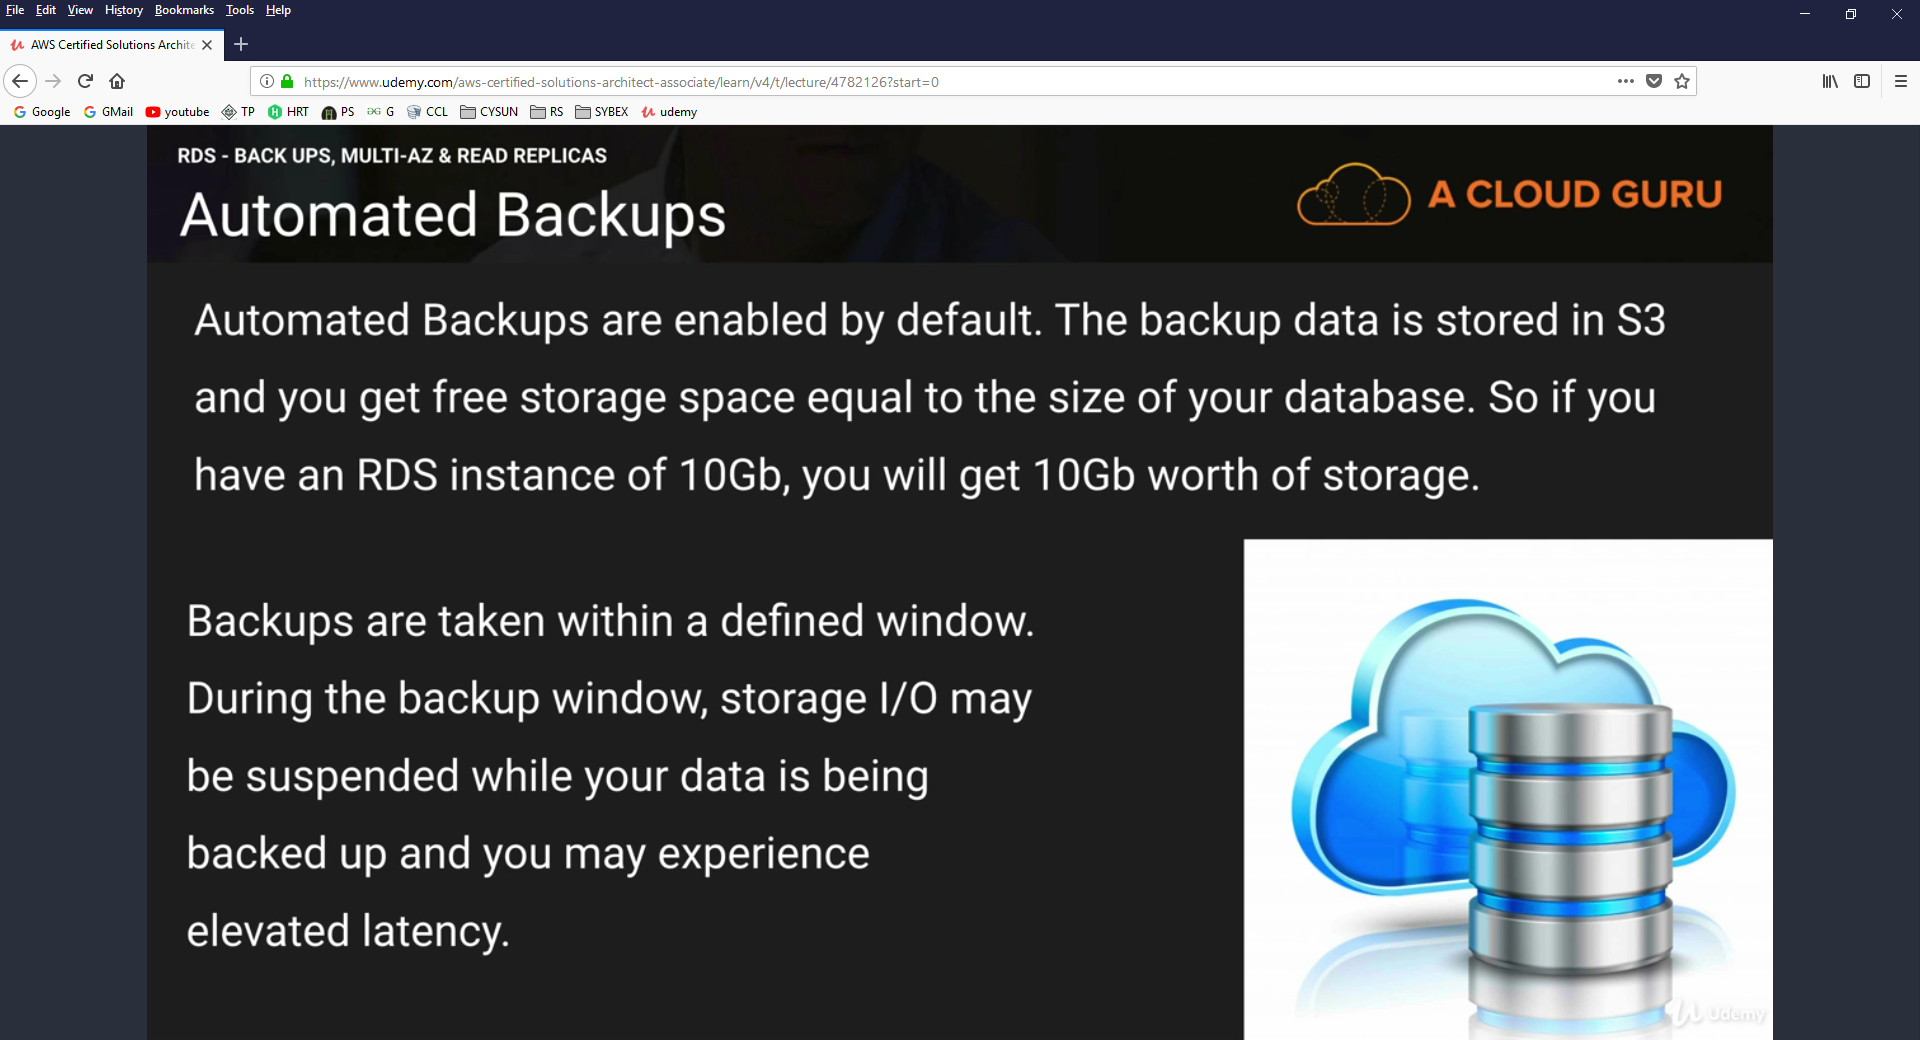 File Edit View History Bookmarks Tools Help
AWS Certified Solutions Archite
https://www.udemy.com/aws-certified-solutions-architect-associate/learn/v4/t/lecture/4782126?start=0
Google GMail youtube TP HRT PS G CCL CYSUN RS SYBEX udemy
RDS - BACK UPS, MULTI-AZ & READ REPLICAS
Automated Backups
A CLOUD GURU
Automated Backups are enabled by default. The backup data is stored in S3
and you get free storage space equal to the size of your database. So if you
have an RDS instance of 10Gb, you will get 10Gb worth of storage.
Backups are taken within a defined window.
During the backup window, storage I/O may
be suspended while your data is being
backed up and you may experience
elevated latency.
Udemy